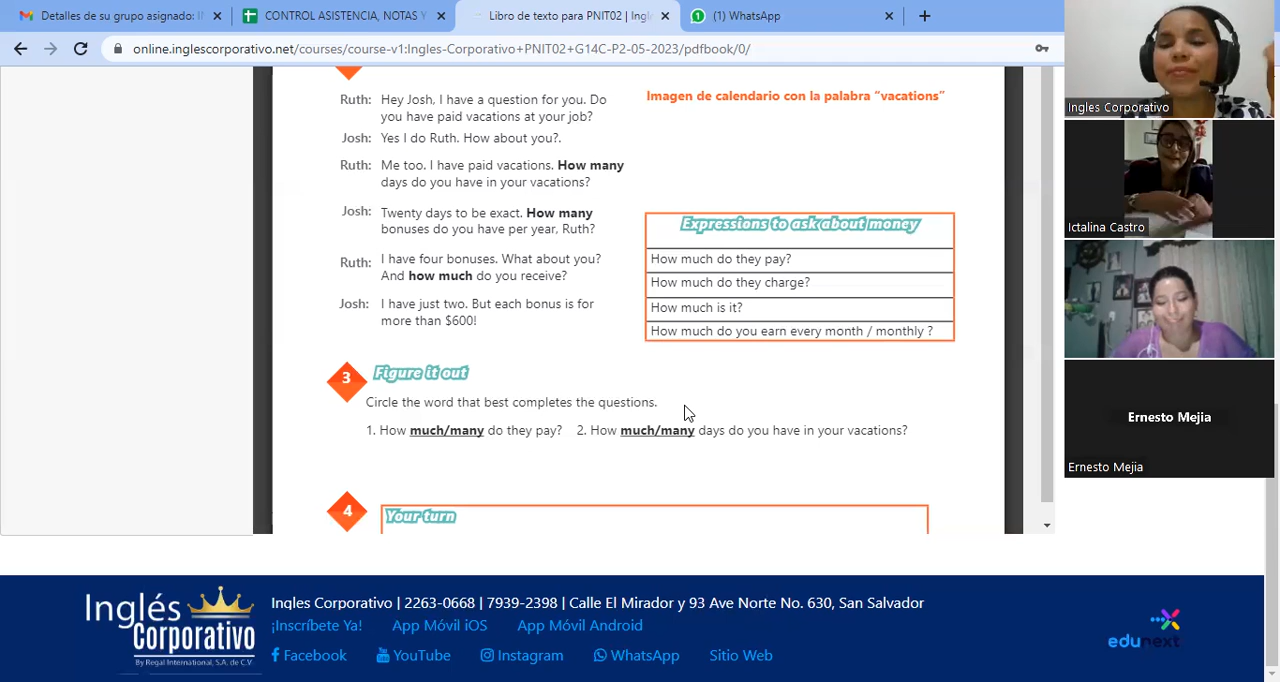 Detalles de su grupo asignado: I
CONTROL ASISTENCIA, NOTAS Y
Libro de texto para PNIT02 | Ingl
(1) WhatsApp
online.inglescorporativo.net/courses/course-v1:Ingles-Corporativo+PNIT02+G14C-P2-05-2023/pdfbook/0/
Ruth: Hey Josh, I have a question for you. Do
you have paid vacations at your job?
Josh: Yes I do Ruth. How about you?.
Ruth: Me too. I have paid vacations. How many
days do you have in your vacations?
Josh: Twenty days to be exact. How many
bonuses do you have per year, Ruth?
Ruth: I have four bonuses. What about you?
And how much do you receive?
Josh: I have just two. But each bonus is for
more than $600!
Imagen de calendario con la palabra “vacations”
Expressions to ask about money
How much do they pay?
How much do they charge?
How much is it?
How much do you earn every month / monthly ?
3 Figure it out
Circle the word that best completes the questions.
1. How much/many do they pay? 2. How much/many days do you have in your vacations?
4 Your turn
Ingles Corporativo
Ictalina Castro
Ernesto Mejia
Ernesto Mejia
Inglés
Corporativo
By Regal International, S.A. de C.V.
Ingles Corporativo | 2263-0668 | 7939-2398 | Calle El Mirador y 93 Ave Norte No. 630, San Salvador
¡Inscríbete Ya! App Móvil iOS App Móvil Android
Facebook YouTube Instagram WhatsApp Sitio Web
edunext